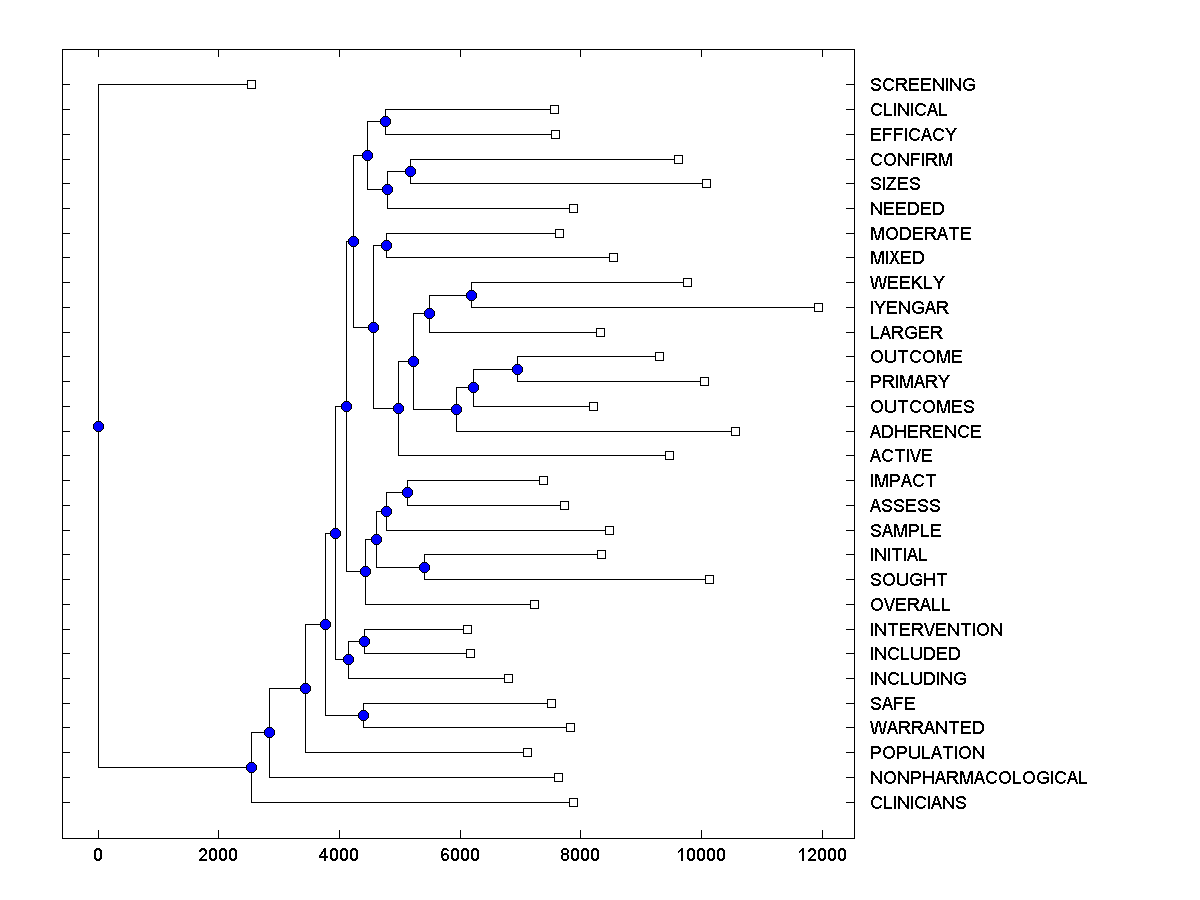 SCREENING
CLINICAL
EFFICACY
CONFIRM
SIZES
NEEDED
MODERATE
MIXED
WEEKLY
IYENGAR
LARGER
OUTCOME
PRIMARY
OUTCOMES
ADHERENCE
ACTIVE
IMPACT
ASSESS
SAMPLE
INITIAL
SOUGHT
OVERALL
INTERVENTION
INCLUDED
INCLUDING
SAFE
WARRANTED
POPULATION
NONPHARMACOLOGICAL
CLINICIANS
0 2000 4000 6000 8000 10000 12000